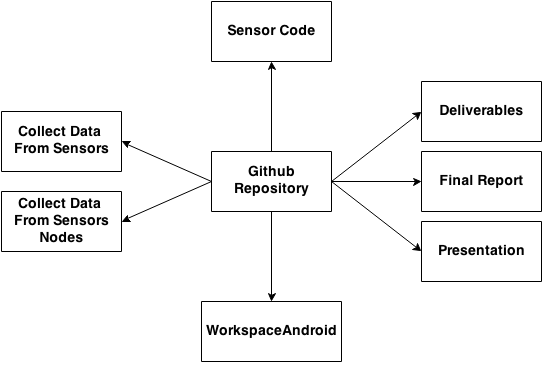 Sensor Code
Deliverables
Collect Data
From Sensors
Github
Repository
Final Report
Collect Data
From Sensors
Nodes
Presentation
WorkspaceAndroid